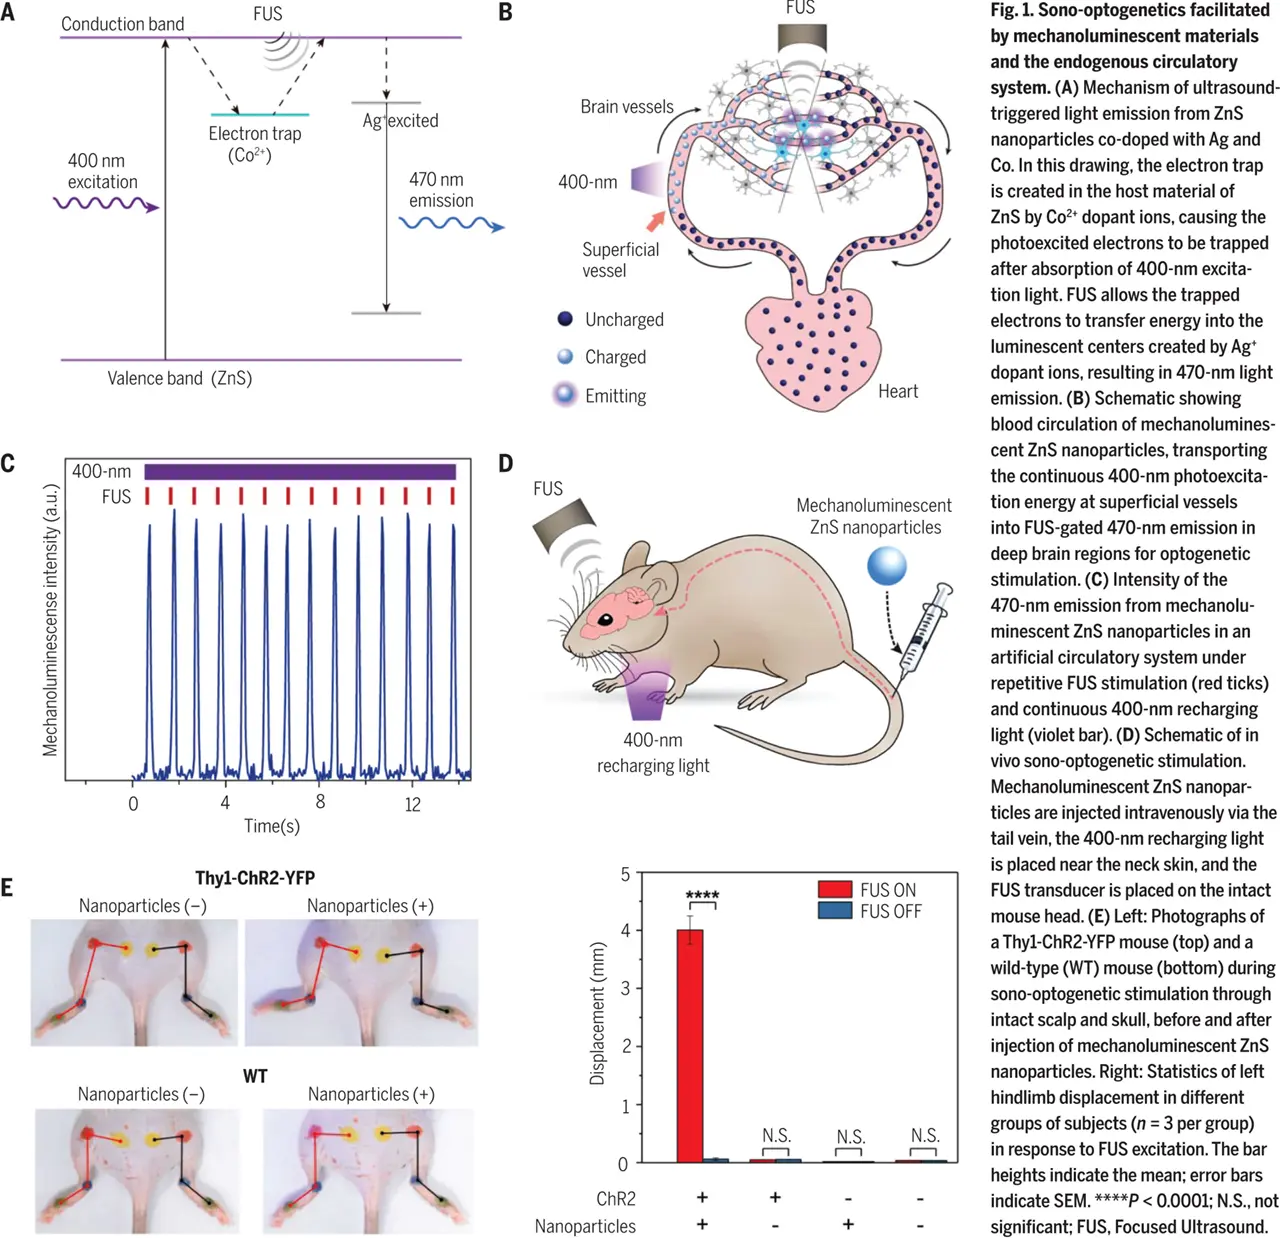 A
Conduction band
FUS
Electron trap
(Co²⁺)
Ag⁺excited
400 nm
excitation
470 nm
emission
Valence band (ZnS)
B
FUS
Brain vessels
400-nm
Superficial
vessel
Uncharged
Charged
Emitting
Heart
C
400-nm
FUS
Mechanoluminescense intensity (a.u.)
0 4 8 12
Time(s)
D
FUS
Mechanoluminescent
ZnS nanoparticles
400-nm
recharging light
E
Thy1-ChR2-YFP
Nanoparticles (−) Nanoparticles (+)
WT
Nanoparticles (−) Nanoparticles (+)
Displacement (mm)
5
4
3
2
1
0
****
FUS ON
FUS OFF
N.S. N.S. N.S.
ChR2 + + - -
Nanoparticles + - + -
Fig. 1. Sono-optogenetics facilitated
by mechanoluminescent materials
and the endogenous circulatory
system. (A) Mechanism of ultrasound-
triggered light emission from ZnS
nanoparticles co-doped with Ag and
Co. In this drawing, the electron trap
is created in the host material of
ZnS by Co²⁺ dopant ions, causing the
photoexcited electrons to be trapped
after absorption of 400-nm excita-
tion light. FUS allows the trapped
electrons to transfer energy into the
luminescent centers created by Ag⁺
dopant ions, resulting in 470-nm light
emission. (B) Schematic showing
blood circulation of mechanolumines-
cent ZnS nanoparticles, transporting
the continuous 400-nm photoexcita-
tion energy at superficial vessels
into FUS-gated 470-nm emission in
deep brain regions for optogenetic
stimulation. (C) Intensity of the
470-nm emission from mechanolu-
minescent ZnS nanoparticles in an
artificial circulatory system under
repetitive FUS stimulation (red ticks)
and continuous 400-nm recharging
light (violet bar). (D) Schematic of in
vivo sono-optogenetic stimulation.
Mechanoluminescent ZnS nanopar-
ticles are injected intravenously via the
tail vein, the 400-nm recharging light
is placed near the neck skin, and the
FUS transducer is placed on the intact
mouse head. (E) Left: Photographs of
a Thy1-ChR2-YFP mouse (top) and a
wild-type (WT) mouse (bottom) during
sono-optogenetic stimulation through
intact scalp and skull, before and after
injection of mechanoluminescent ZnS
nanoparticles. Right: Statistics of left
hindlimb displacement in different
groups of subjects (n = 3 per group)
in response to FUS excitation. The bar
heights indicate the mean; error bars
indicate SEM. ****P < 0.0001; N.S., not
significant; FUS, Focused Ultrasound.